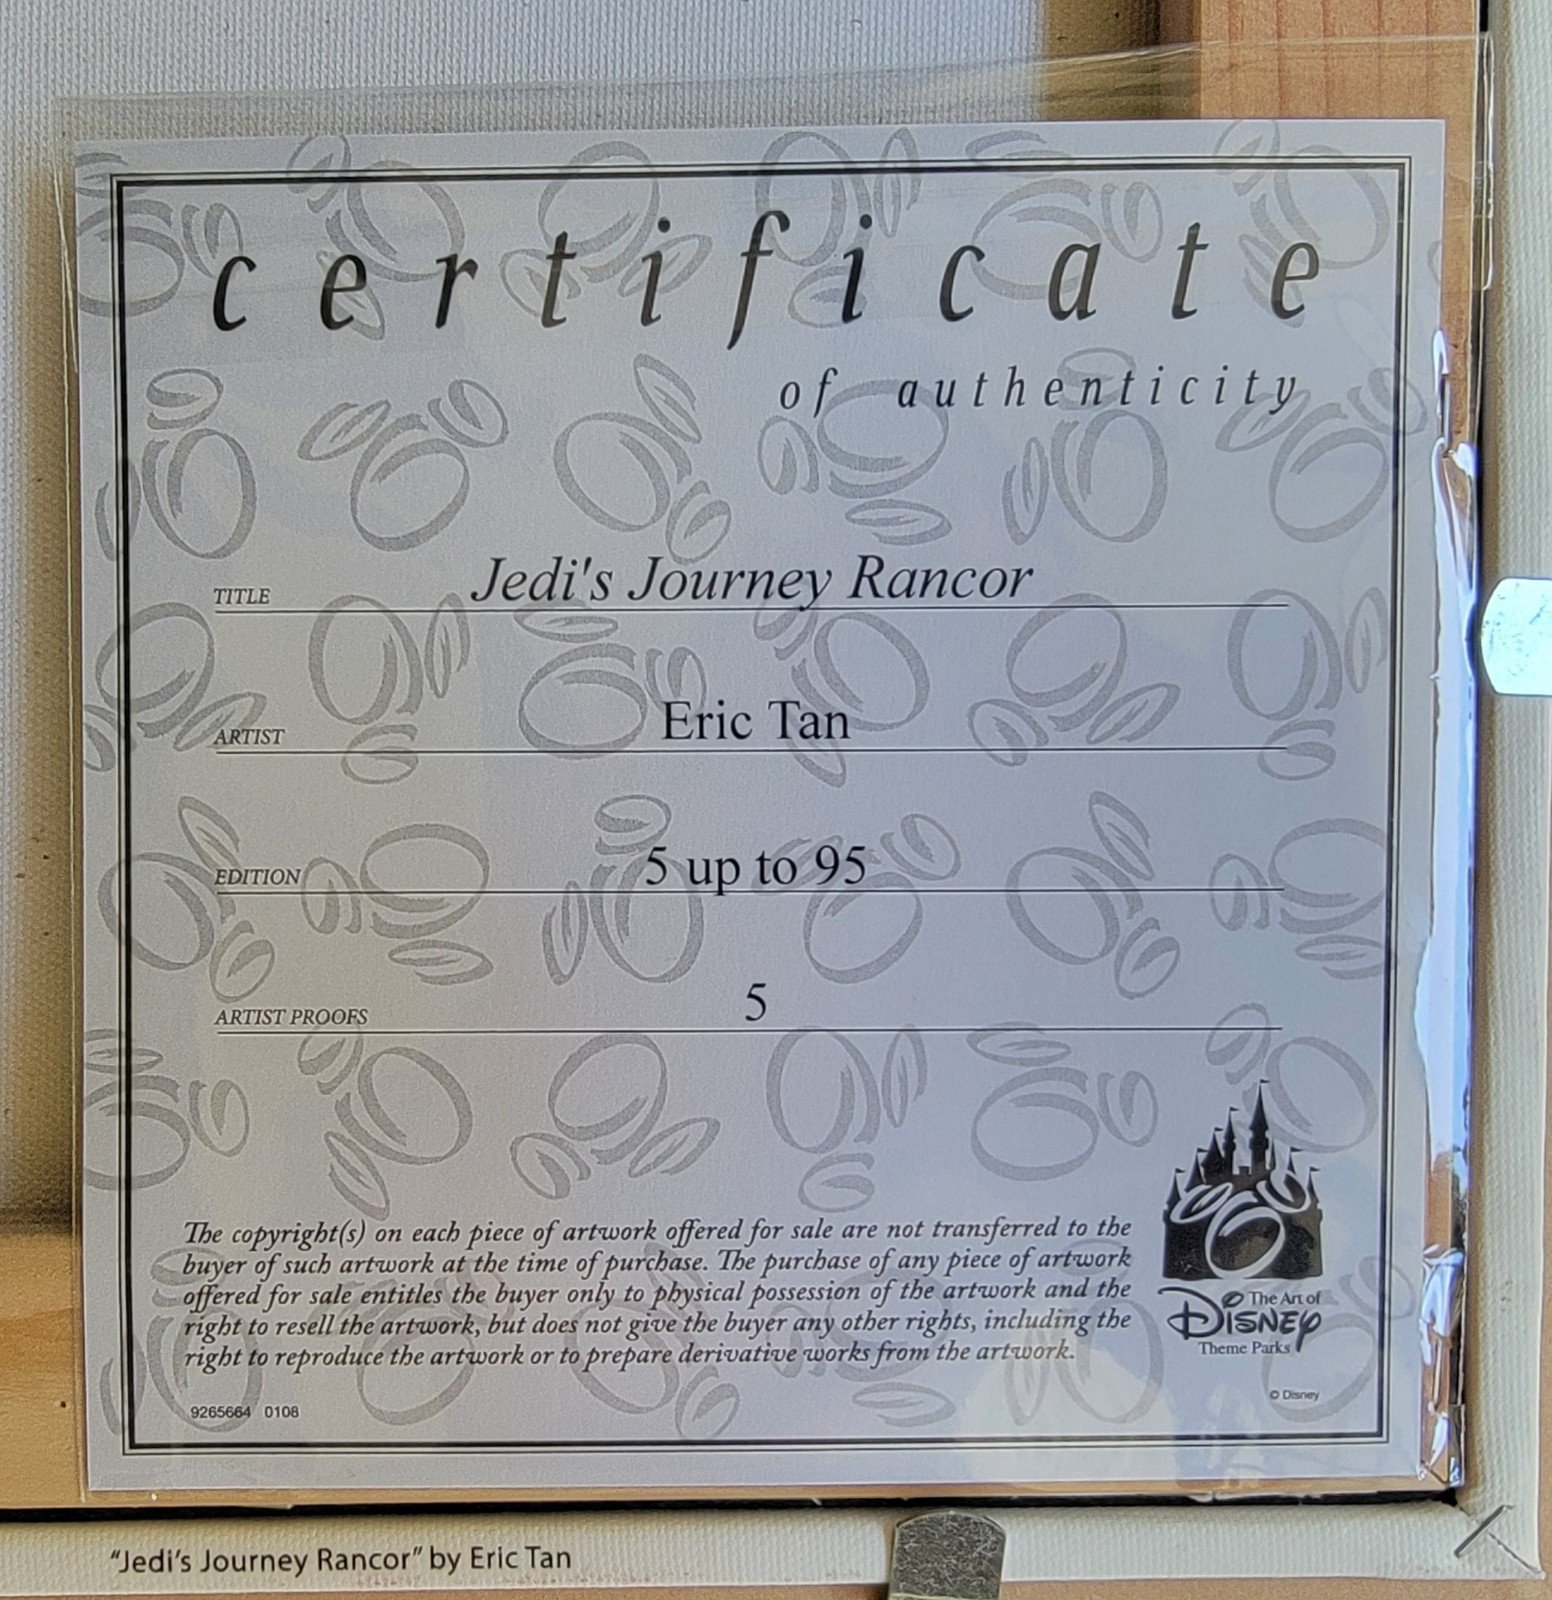 certificate
of authenticity
TITLE Jedi's Journey Rancor
ARTIST Eric Tan
EDITION 5 up to 95
ARTIST PROOFS 5
The copyright(s) on each piece of artwork offered for sale are not transferred to the
buyer of such artwork at the time of purchase. The purchase of any piece of artwork
offered for sale entitles the buyer only to physical possession of the artwork and the
right to resell the artwork, but does not give the buyer any other rights, including the
right to reproduce the artwork or to prepare derivative works from the artwork.
The Art of
Disney
Theme Parks
© Disney
9265664 0108
"Jedi's Journey Rancor" by Eric Tan